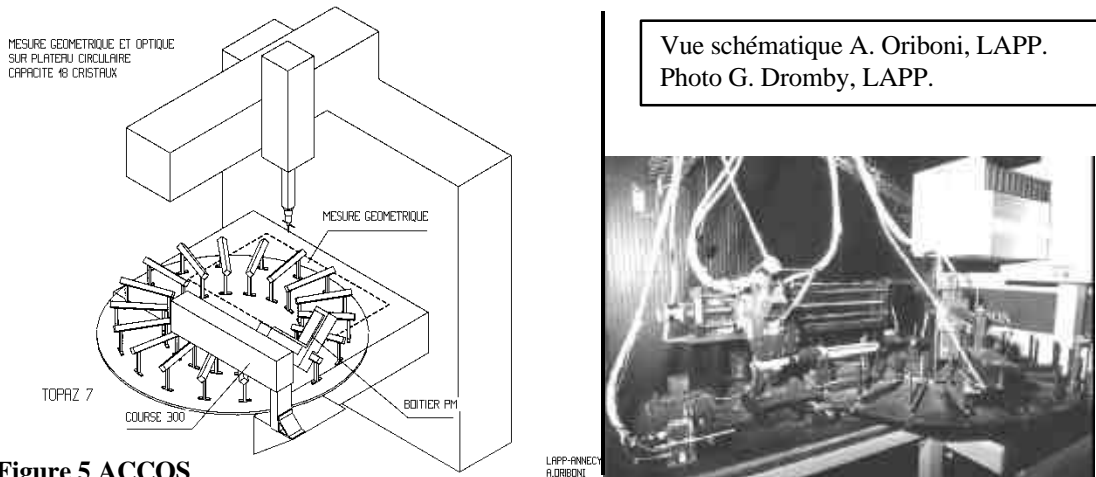 MESURE GEOMETRIQUE ET OPTIQUE
SUR PLATEAU CIRCULAIRE
CAPACITE 18 CRISTAUX
MESURE GEOMETRIQUE
TOPAZ 7
COURSE 300
BOITIER PM
Figure 5 ACCOS
LAPP-ANNECY
A.ORIBONI
Vue schématique A. Oriboni, LAPP.
Photo G. Dromby, LAPP.